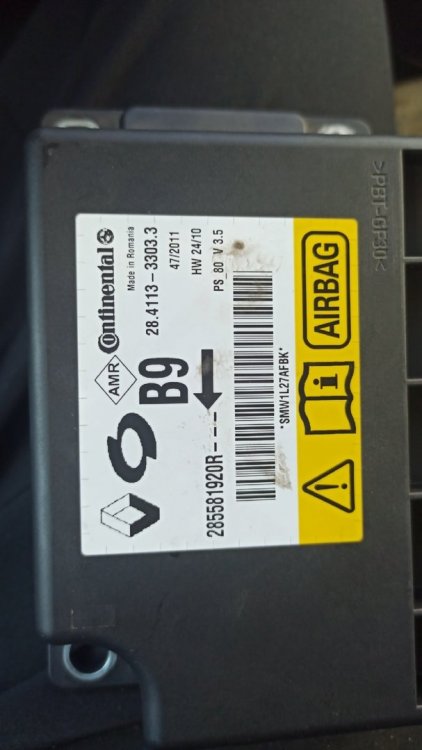 AMR
Continental
Made in Romania
B9
28.4113-3303.3
47/2011
HW 24/10
285581920R---
PS_80 V 3.5
*SMW1L27AFBK*
i
AIRBAG
>PBT-GF30<